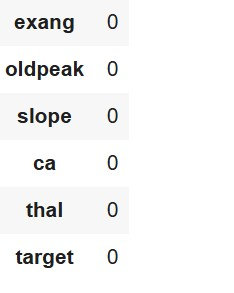 exang 0
oldpeak 0
slope 0
ca 0
thal 0
target 0